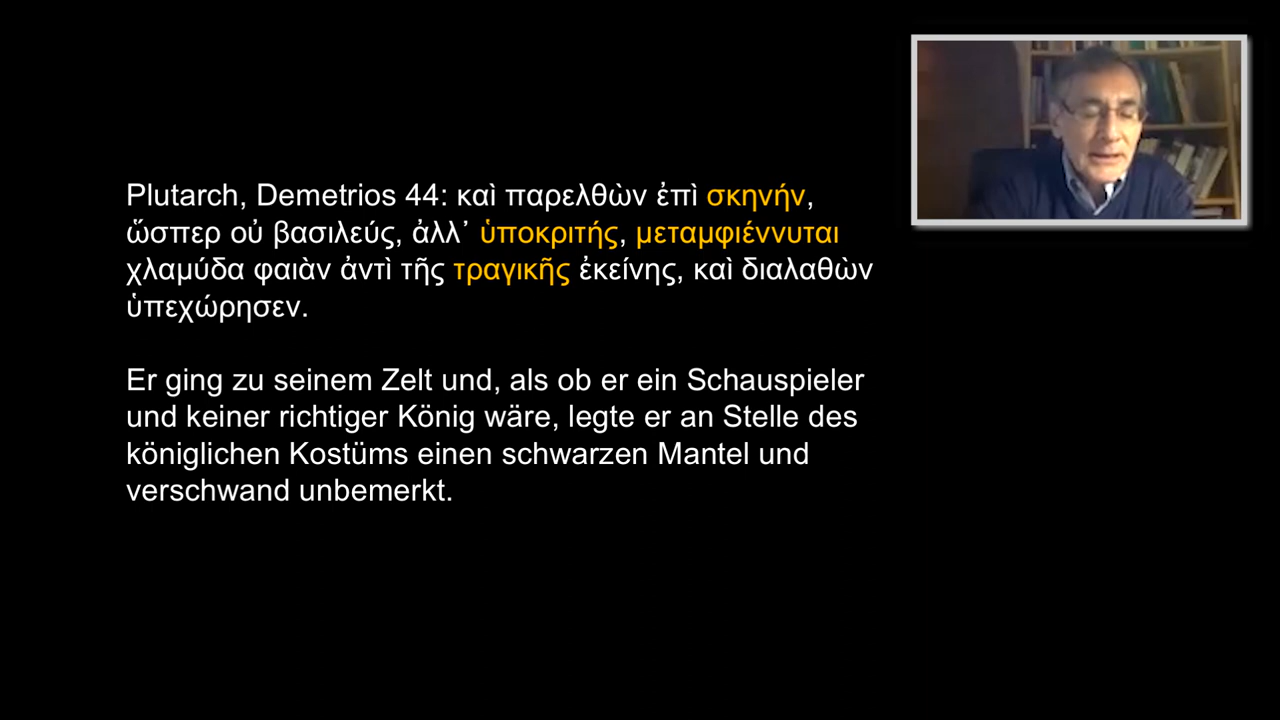 Plutarch, Demetrios 44: καὶ παρελθὼν ἐπὶ σκηνήν,
ὥσπερ οὐ βασιλεύς, ἀλλ᾽ ὑποκριτής, μεταμφιέννυται
χλαμύδα φαιὰν ἀντὶ τῆς τραγικῆς ἐκείνης, καὶ διαλαθὼν
ὑπεχώρησεν.
Er ging zu seinem Zelt und, als ob er ein Schauspieler
und keiner richtiger König wäre, legte er an Stelle des
königlichen Kostüms einen schwarzen Mantel und
verschwand unbemerkt.